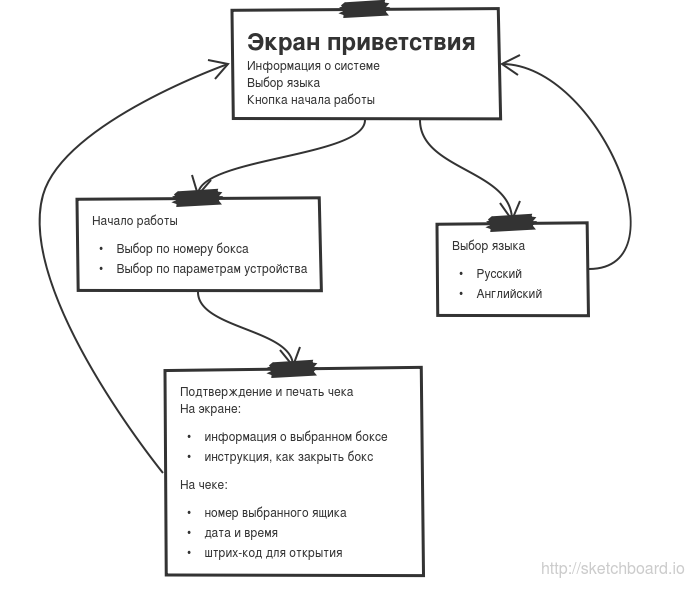 Экран приветствия
Информация о системе
Выбор языка
Кнопка начала работы
Начало работы
• Выбор по номеру бокса
• Выбор по параметрам устройства
Выбор языка
• Русский
• Английский
Подтверждение и печать чека
На экране:
• информация о выбранном боксе
• инструкция, как закрыть бокс
На чеке:
• номер выбранного ящика
• дата и время
• штрих-код для открытия
http://sketchboard.io